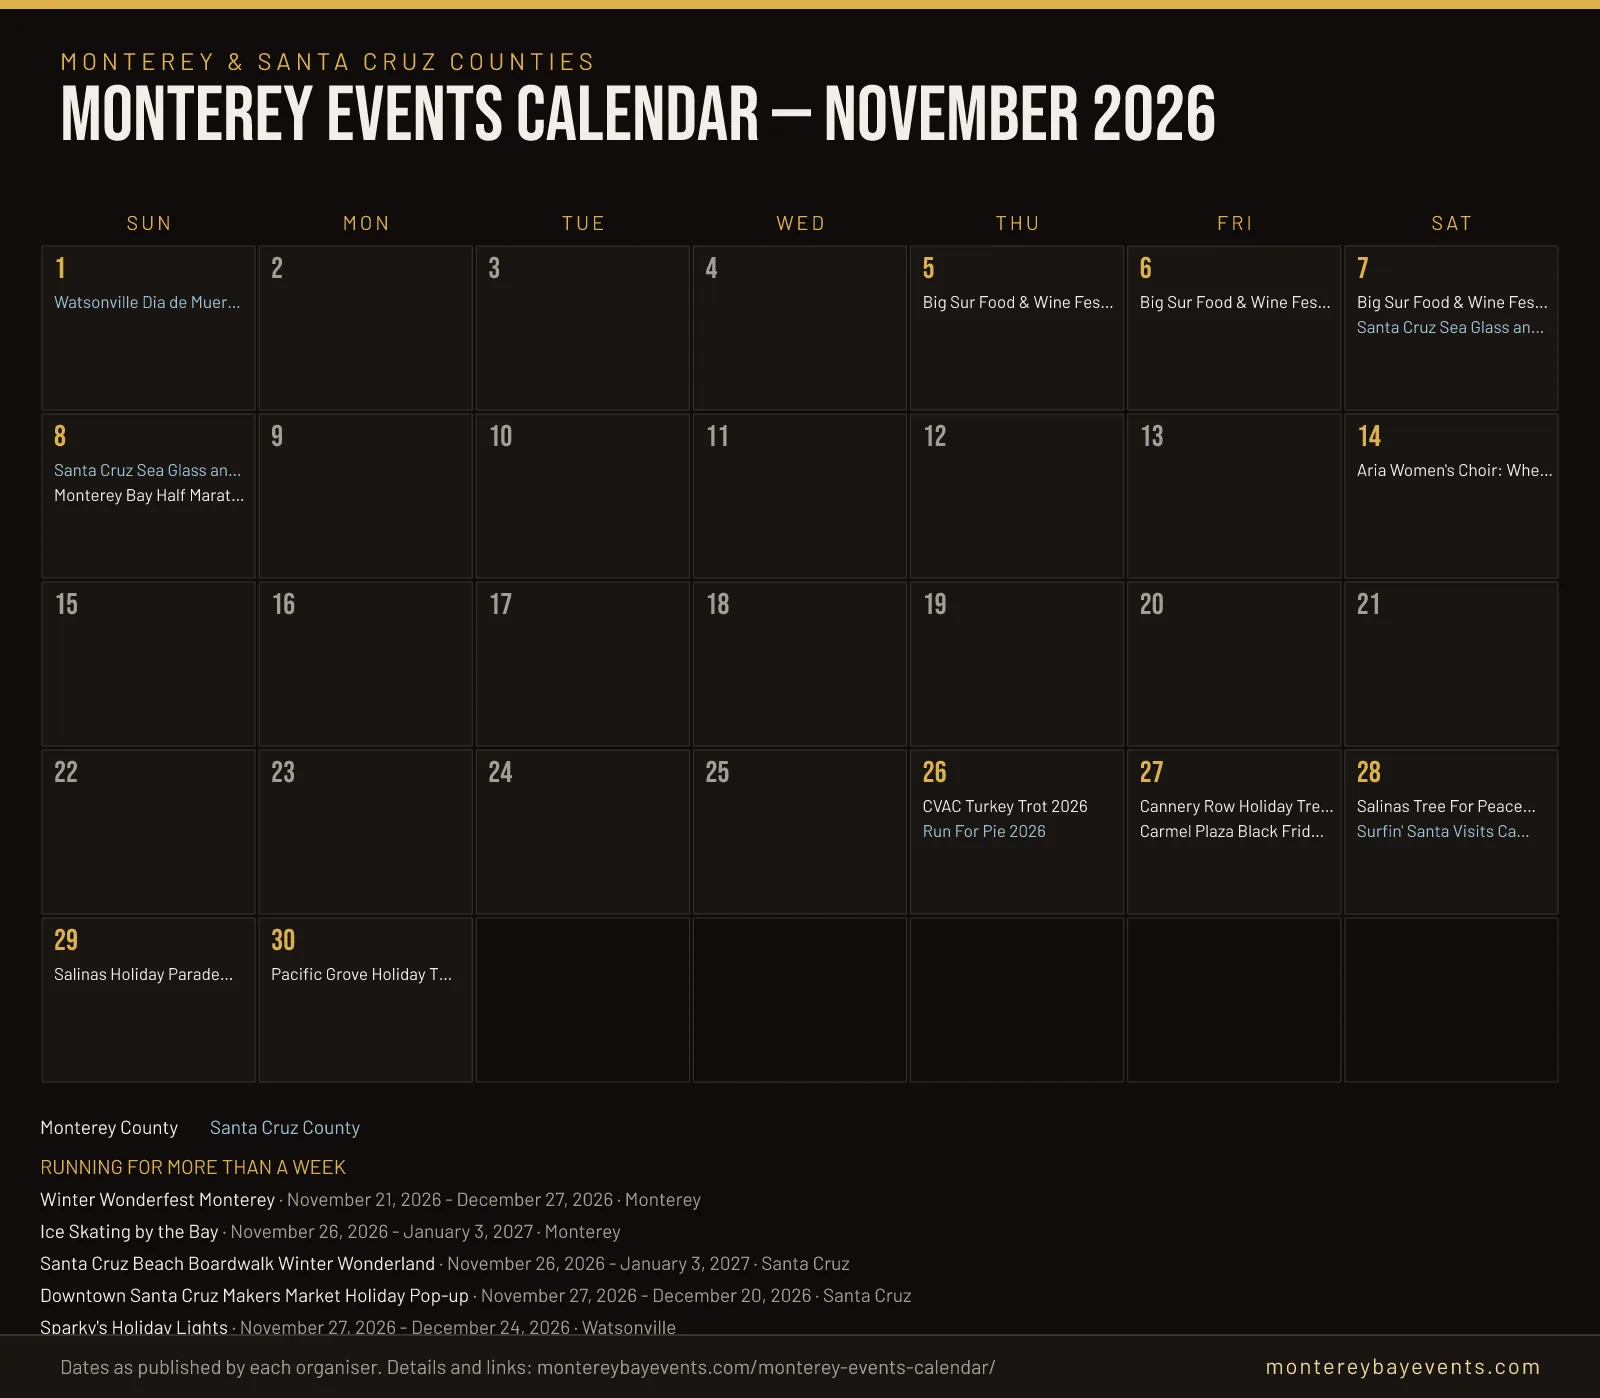 MONTEREY & SANTA CRUZ COUNTIES
MONTEREY EVENTS CALENDAR — NOVEMBER 2026
SUN MON TUE WED THU FRI SAT
1 2 3 4 5 6 7
Watsonville Dia de Muer... Big Sur Food & Wine Fes... Big Sur Food & Wine Fes... Big Sur Food & Wine Fes...
Santa Cruz Sea Glass an...
8 9 10 11 12 13 14
Santa Cruz Sea Glass an... Aria Women's Choir: Whe...
Monterey Bay Half Marat...
15 16 17 18 19 20 21
22 23 24 25 26 27 28
CVAC Turkey Trot 2026 Cannery Row Holiday Tre... Salinas Tree For Peace...
Run For Pie 2026 Carmel Plaza Black Frid... Surfin' Santa Visits Ca...
29 30
Salinas Holiday Parade... Pacific Grove Holiday T...
Monterey County Santa Cruz County
RUNNING FOR MORE THAN A WEEK
Winter Wonderfest Monterey · November 21, 2026 - December 27, 2026 · Monterey
Ice Skating by the Bay · November 26, 2026 - January 3, 2027 · Monterey
Santa Cruz Beach Boardwalk Winter Wonderland · November 26, 2026 - January 3, 2027 · Santa Cruz
Downtown Santa Cruz Makers Market Holiday Pop-up · November 27, 2026 - December 20, 2026 · Santa Cruz
Sparky's Holiday Lights · November 27, 2026 - December 24, 2026 · Watsonville
Dates as published by each organiser. Details and links: montereybayevents.com/monterey-events-calendar/ montereybayevents.com